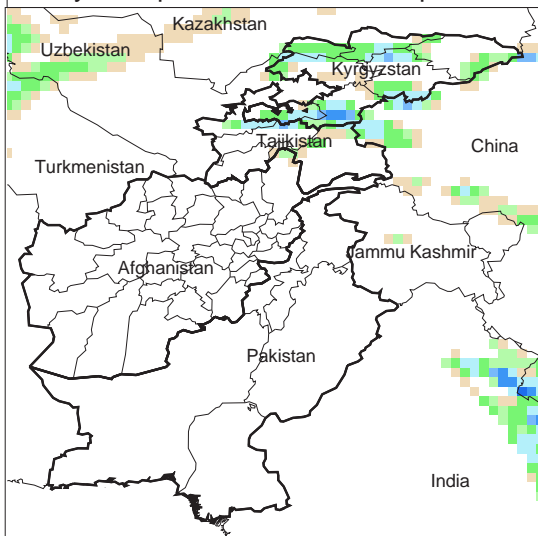 Kazakhstan
Uzbekistan
Kyrgyzstan
Tajikistan
China
Turkmenistan
Jammu Kashmir
Afghanistan
Pakistan
India